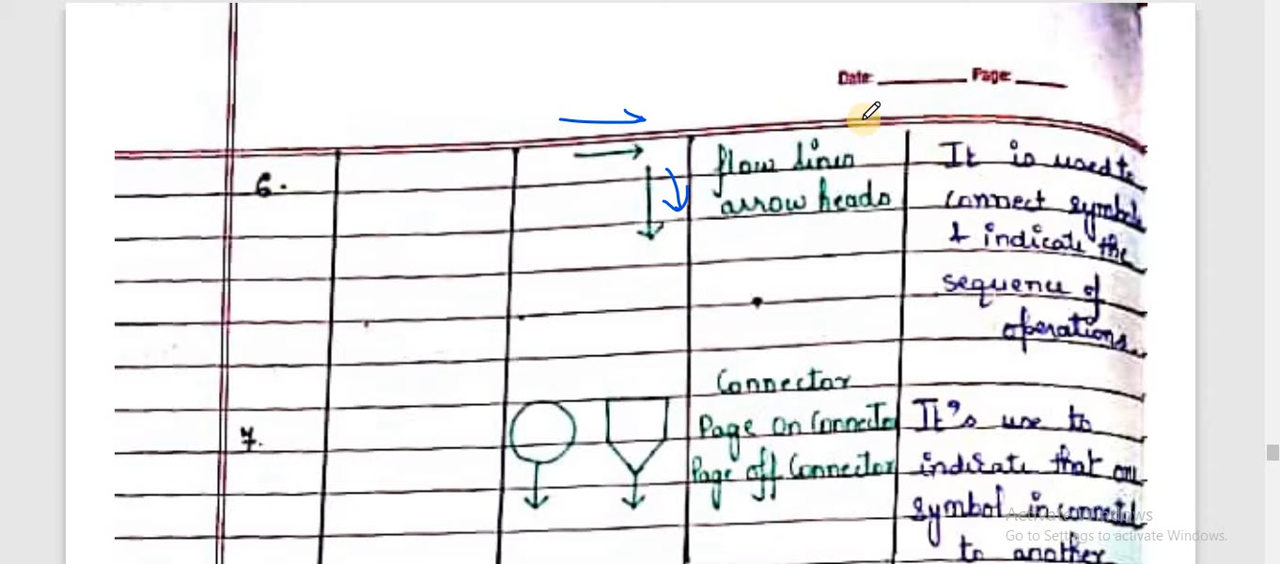 Date: Page:
6.
flow lines
arrow heads
It is used to
connect symbols
& indicate the
sequence of
operations.
7.
Connector
Page on Connector
Page off Connector
It's use to
indicate that one
symbol in connected
to another
Activate Windows
Go to Settings to activate Windows.